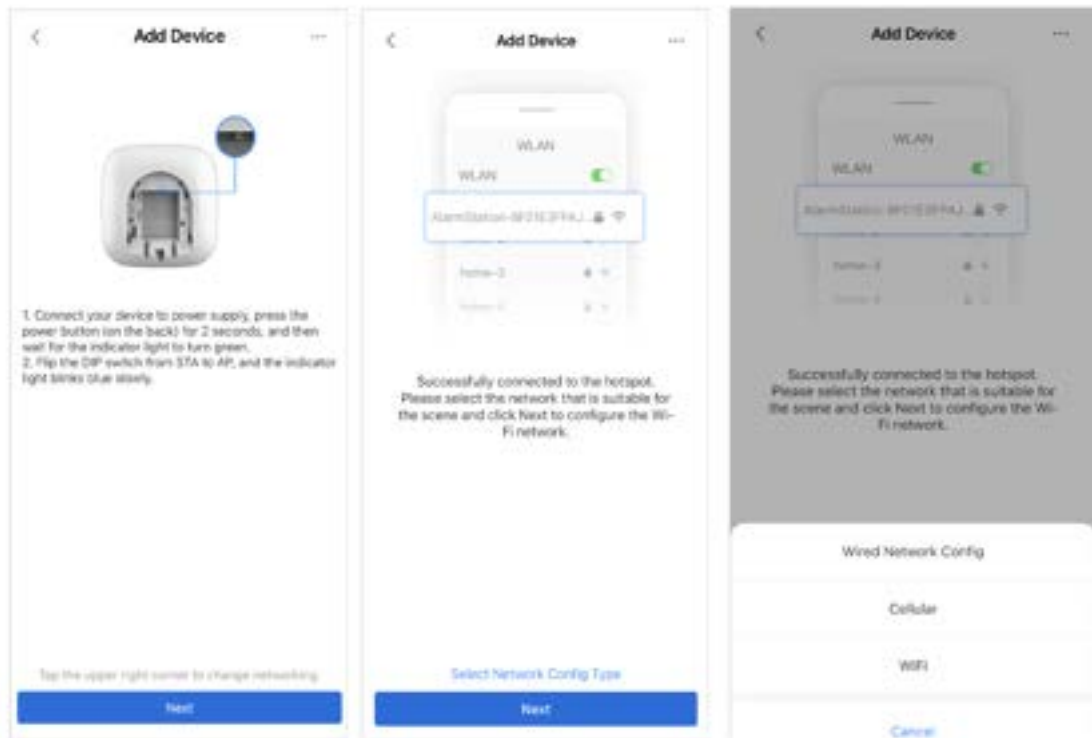 Add Device
1. Connect your device to power supply, press the
power button (on the back) for 2 seconds, and then
wait for the indicator light to turn green.
2. Flip the DIP switch from STA to AP, and the indicator
light blinks blue slowly.
Tap the upper right corner to change networking.
Next
Add Device
WLAN
WLAN
home-3
Successfully connected to the hotspot.
Please select the network that is suitable for
the scene and click Next to configure the Wi-
Fi network.
Select Network Config Type
Next
Add Device
WLAN
WLAN
Successfully connected to the hotspot.
Please select the network that is suitable for
the scene and click Next to configure the Wi-
Fi network.
Wired Network Config
Cellular
WiFi
Cancel